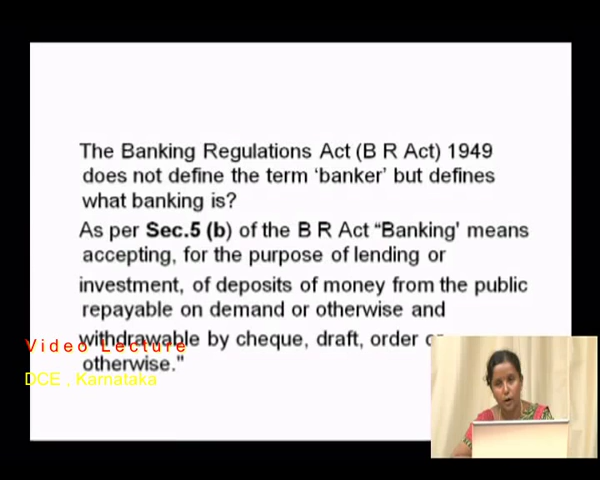 The Banking Regulations Act (B R Act) 1949
does not define the term ‘banker’ but defines
what banking is?
As per Sec.5 (b) of the B R Act “Banking' means
accepting, for the purpose of lending or
investment, of deposits of money from the public
repayable on demand or otherwise and
withdrawable by cheque, draft, order
otherwise."
Video Lecture
DCE , Karnataka